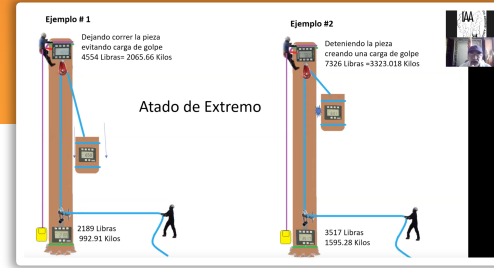 Ejemplo # 1
Dejando correr la pieza
evitando carga de golpe
4554 Libras= 2065.66 Kilos
Ejemplo #2
Deteniendo la pieza
creando una carga de golpe
7326 Libras =3323.018 Kilos
Atado de Extremo
2189 Libras
992.91 Kilos
3517 Libras
1595.28 Kilos